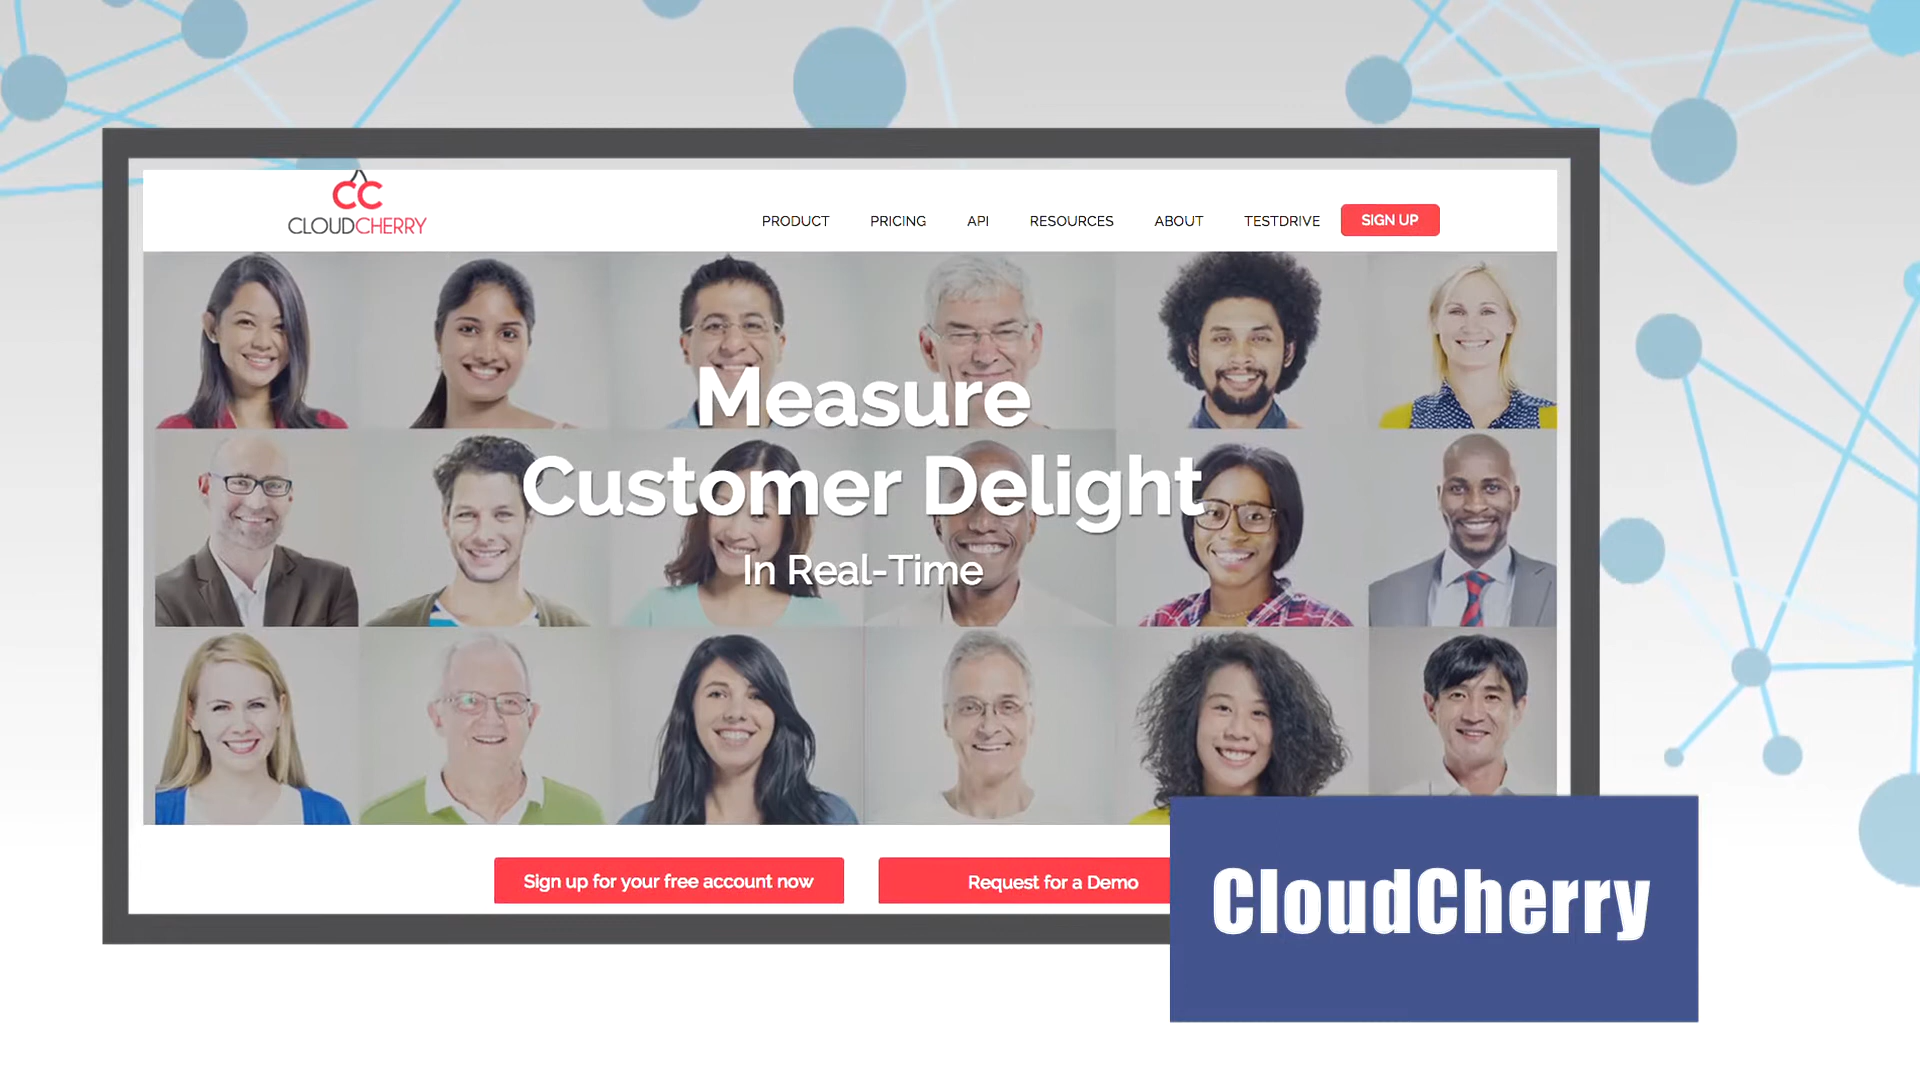 CC
CLOUDCHERRY
PRODUCT PRICING API RESOURCES ABOUT TESTDRIVE SIGN UP
Measure
Customer Delight
In Real-Time
Sign up for your free account now
Request for a Demo
CloudCherry